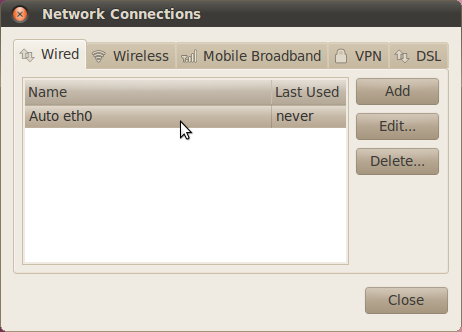 Network Connections
Wired Wireless Mobile Broadband VPN DSL
Name Last Used
Auto eth0 never
Add
Edit...
Delete...
Close